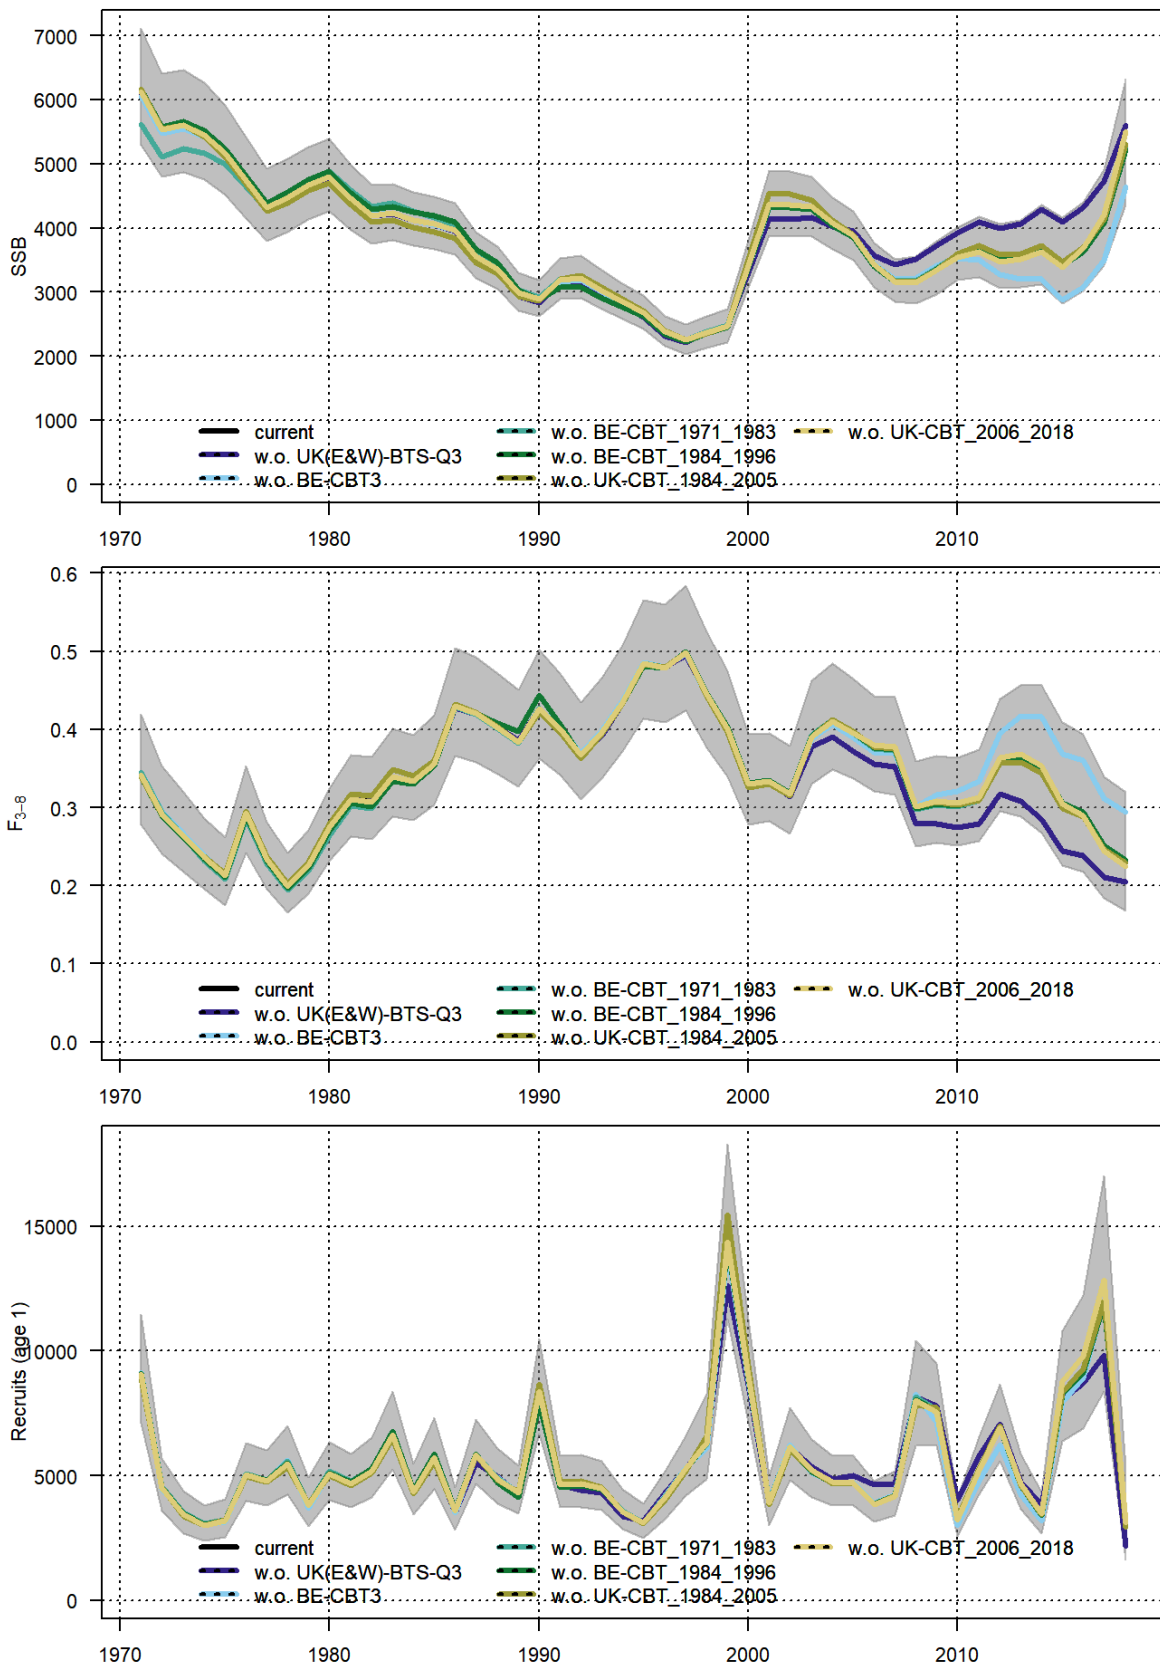 7000
6000
5000
4000
3000
2000
1000
0
SSB
current
w.o. UK(E&W)-BTS-Q3
w.o. BE-CBT3
w.o. BE-CBT_1971_1983
w.o. BE-CBT_1984_1996
w.o. UK-CBT_1984_2005
w.o. UK-CBT_2006_2018
1970 1980 1990 2000 2010
0.6
0.5
0.4
0.3
0.2
0.1
0.0
F3–8
current
w.o. UK(E&W)-BTS-Q3
w.o. BE-CBT3
w.o. BE-CBT_1971_1983
w.o. BE-CBT_1984_1996
w.o. UK-CBT_1984_2005
w.o. UK-CBT_2006_2018
1970 1980 1990 2000 2010
15000
10000
5000
0
Recruits (age 1)
current
w.o. UK(E&W)-BTS-Q3
w.o. BE-CBT3
w.o. BE-CBT_1971_1983
w.o. BE-CBT_1984_1996
w.o. UK-CBT_1984_2005
w.o. UK-CBT_2006_2018
1970 1980 1990 2000 2010